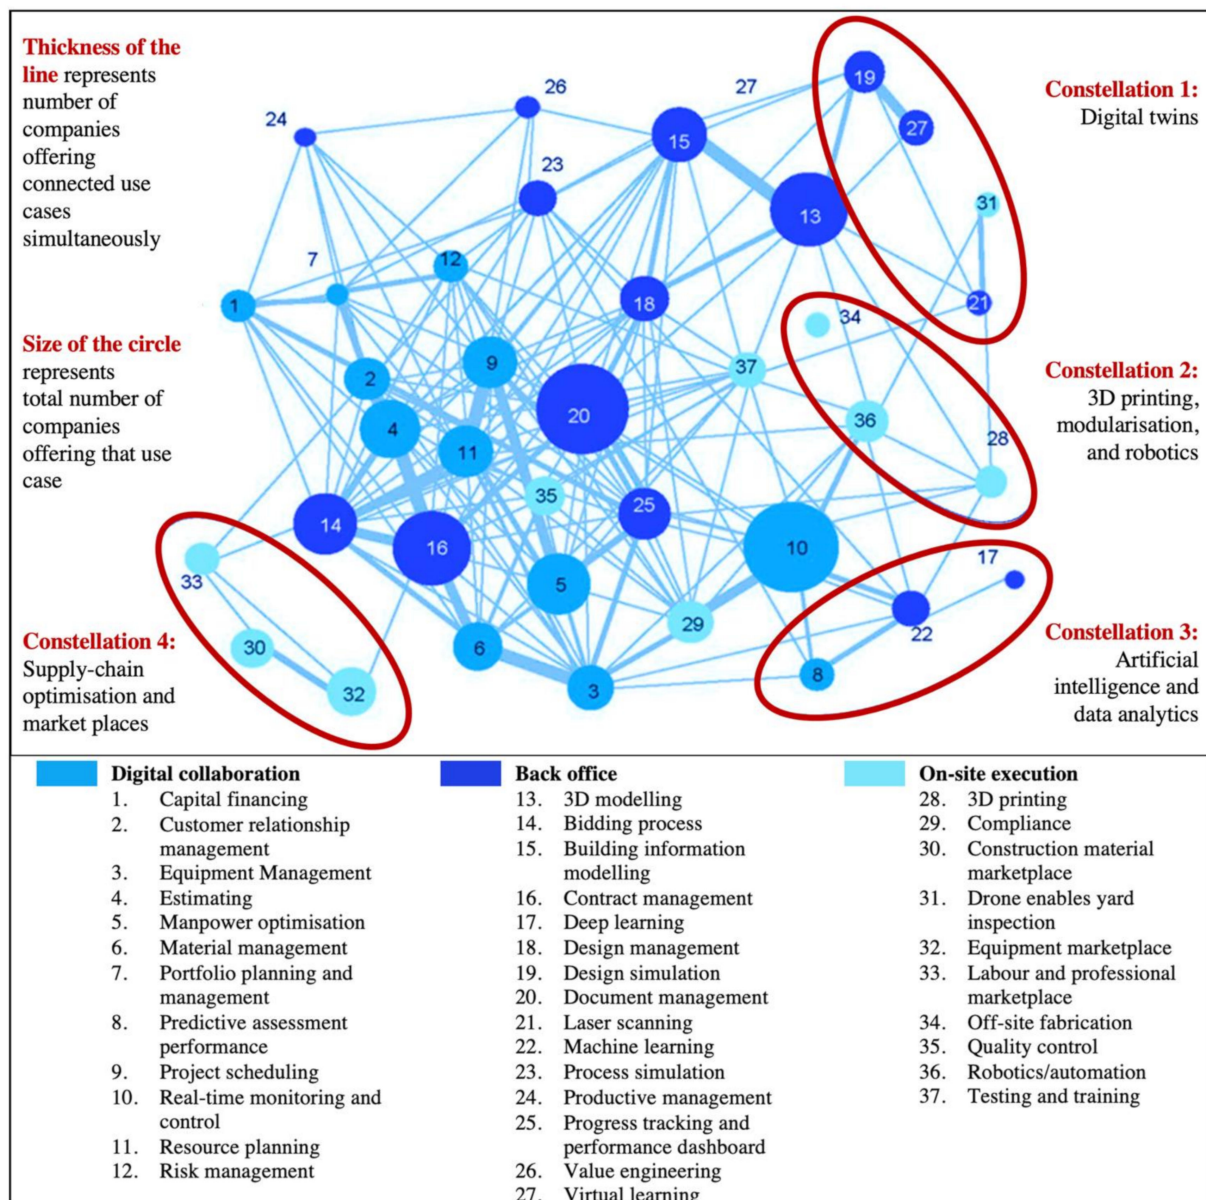 Thickness of the
line represents
number of
companies
offering
connected use
cases
simultaneously
Size of the circle
represents
total number of
companies
offering that use
case
Constellation 4:
Supply-chain
optimisation and
market places
24
26
27
15
19
27
23
13
31
7
12
1
18
21
34
9
37
2
20
36
4
28
11
35
25
14
16
10
17
33
5
22
29
30
6
8
32
3
Constellation 1:
Digital twins
Constellation 2:
3D printing,
modularisation,
and robotics
Constellation 3:
Artificial
intelligence and
data analytics
Digital collaboration
1. Capital financing
2. Customer relationship
management
3. Equipment Management
4. Estimating
5. Manpower optimisation
6. Material management
7. Portfolio planning and
management
8. Predictive assessment
performance
9. Project scheduling
10. Real-time monitoring and
control
11. Resource planning
12. Risk management
Back office
13. 3D modelling
14. Bidding process
15. Building information
modelling
16. Contract management
17. Deep learning
18. Design management
19. Design simulation
20. Document management
21. Laser scanning
22. Machine learning
23. Process simulation
24. Productive management
25. Progress tracking and
performance dashboard
26. Value engineering
27. Virtual learning
On-site execution
28. 3D printing
29. Compliance
30. Construction material
marketplace
31. Drone enables yard
inspection
32. Equipment marketplace
33. Labour and professional
marketplace
34. Off-site fabrication
35. Quality control
36. Robotics/automation
37. Testing and training